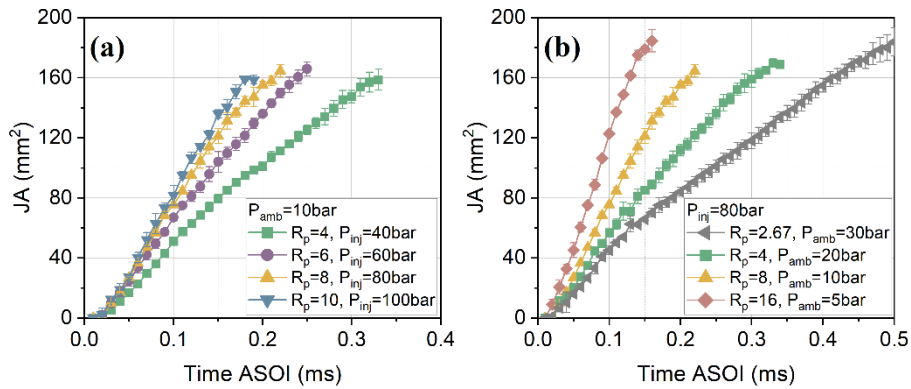 (a)
JA (mm²)
200
160
120
80
40
0
P_amb=10bar
R_p=4, P_inj=40bar
R_p=6, P_inj=60bar
R_p=8, P_inj=80bar
R_p=10, P_inj=100bar
0.0 0.1 0.2 0.3 0.4
Time ASOI (ms)
(b)
JA (mm²)
200
160
120
80
40
0
P_inj=80bar
R_p=2.67, P_amb=30bar
R_p=4, P_amb=20bar
R_p=8, P_amb=10bar
R_p=16, P_amb=5bar
0.0 0.1 0.2 0.3 0.4 0.5
Time ASOI (ms)